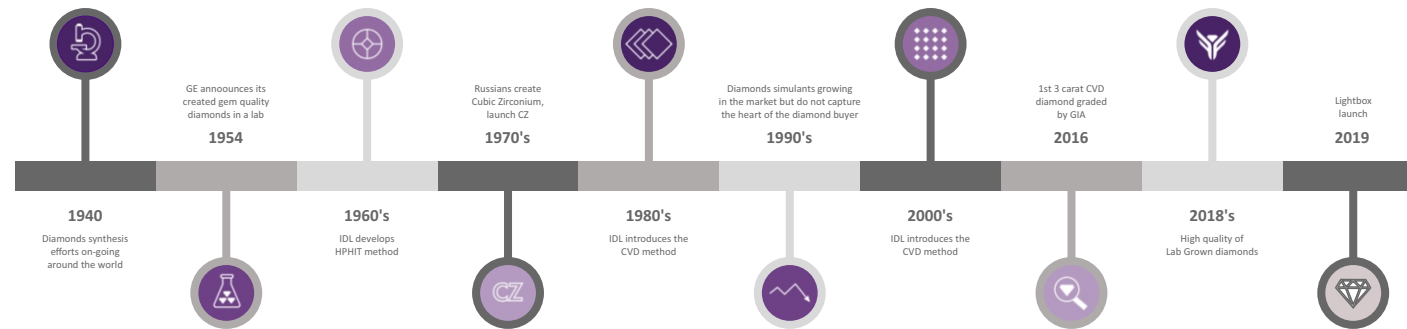 1940
Diamonds synthesis
efforts on-going
around the world
GE annoounces its
created gem quality
diamonds in a lab
1954
1960's
IDL develops
HPHIT method
Russians create
Cubic Zirconium,
launch CZ
1970's
CZ
1980's
IDL introduces the
CVD method
Diamonds simulants growing
in the market but do not capture
the heart of the diamond buyer
1990's
2000's
IDL introduces the
CVD method
1st 3 carat CVD
diamond graded
by GIA
2016
2018's
High quality of
Lab Grown diamonds
Lightbox
launch
2019